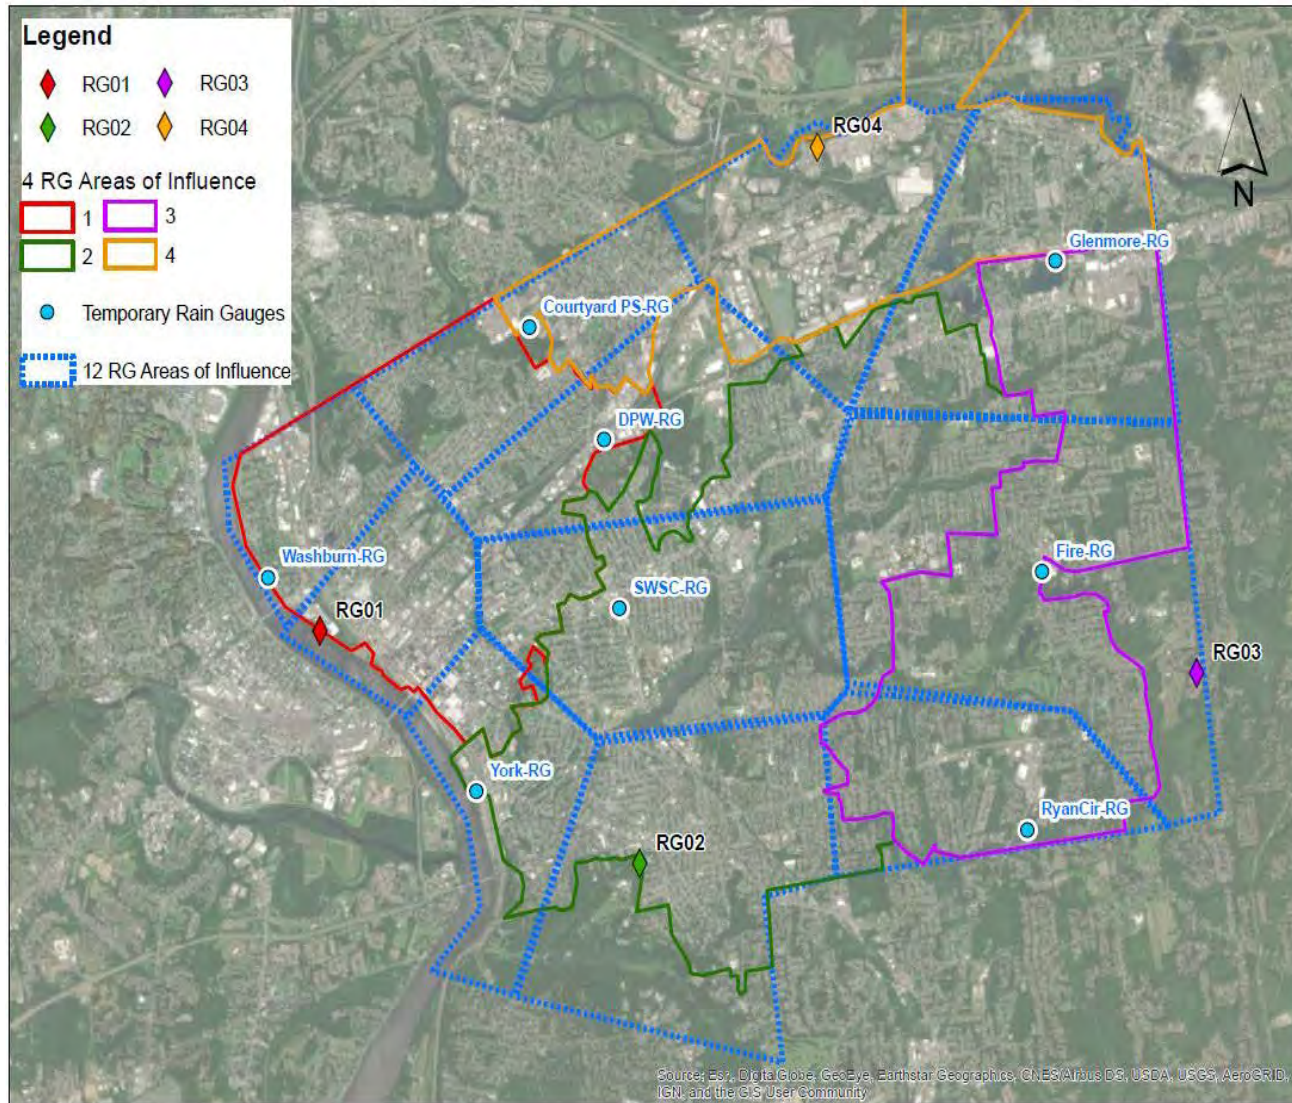 Legend
RG01
RG03
RG02
RG04
4 RG Areas of Influence
1
3
2
4
Temporary Rain Gauges
12 RG Areas of Influence
RG04
N
Glenmore-RG
Courtyard PS-RG
DPW-RG
Washburn-RG
Fire-RG
SWSC-RG
RG01
RG03
York-RG
RyanCir-RG
RG02
Source: Esri, DigitalGlobe, GeoEye, Earthstar Geographics, CNES/Airbus DS, USDA, USGS, AeroGRID,
IGN, and the GIS User Community